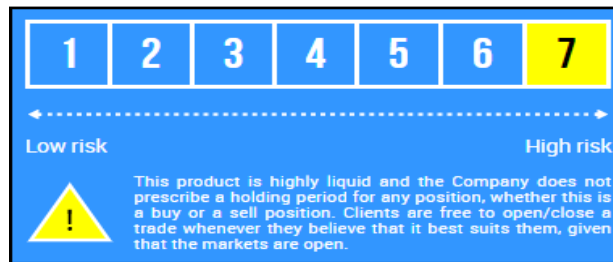 1 2 3 4 5 6 7
Low risk High risk
This product is highly liquid and the Company does not
prescribe a holding period for any position, whether this is
a buy or a sell position. Clients are free to open/close a
trade whenever they believe that it best suits them, given
that the markets are open.
!